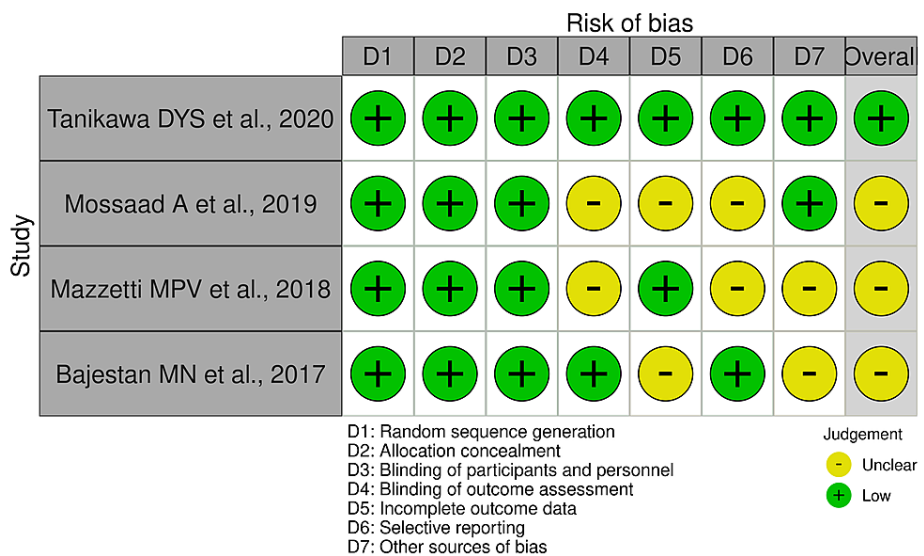 Risk of bias
D1 D2 D3 D4 D5 D6 D7 Overall
Study
Tanikawa DYS et al., 2020 + + + + + + + +
Mossaad A et al., 2019 + + + - - - + -
Mazzetti MPV et al., 2018 + + + - + - - -
Bajestan MN et al., 2017 + + + + - + - -
D1: Random sequence generation
D2: Allocation concealment
D3: Blinding of participants and personnel
D4: Blinding of outcome assessment
D5: Incomplete outcome data
D6: Selective reporting
D7: Other sources of bias
Judgement
- Unclear
+ Low